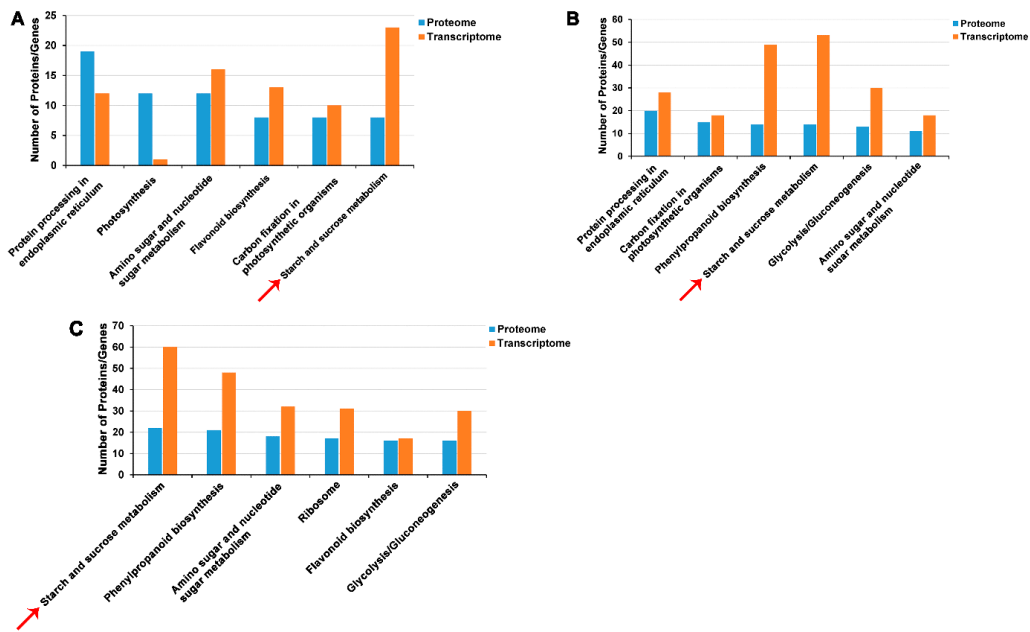 A
Number of Proteins/Genes
25
20
15
10
5
0
Proteome
Transcriptome
Protein processing in
endoplasmic reticulum
Photosynthesis
Amino sugar and nucleotide
sugar metabolism
Flavonoid biosynthesis
Carbon fixation in
photosynthetic organisms
Starch and sucrose metabolism
B
Number of Proteins/Genes
60
50
40
30
20
10
0
Proteome
Transcriptome
Protein processing in
endoplasmic reticulum
Carbon fixation in
photosynthetic organisms
Phenylpropanoid biosynthesis
Starch and sucrose metabolism
Glycolysis/Gluconeogenesis
Amino sugar and nucleotide
sugar metabolism
C
Number of Proteins/Genes
70
60
50
40
30
20
10
0
Proteome
Transcriptome
Starch and sucrose metabolism
Phenylpropanoid biosynthesis
Amino sugar and nucleotide
sugar metabolism
Ribosome
Flavonoid biosynthesis
Glycolysis/Gluconeogenesis